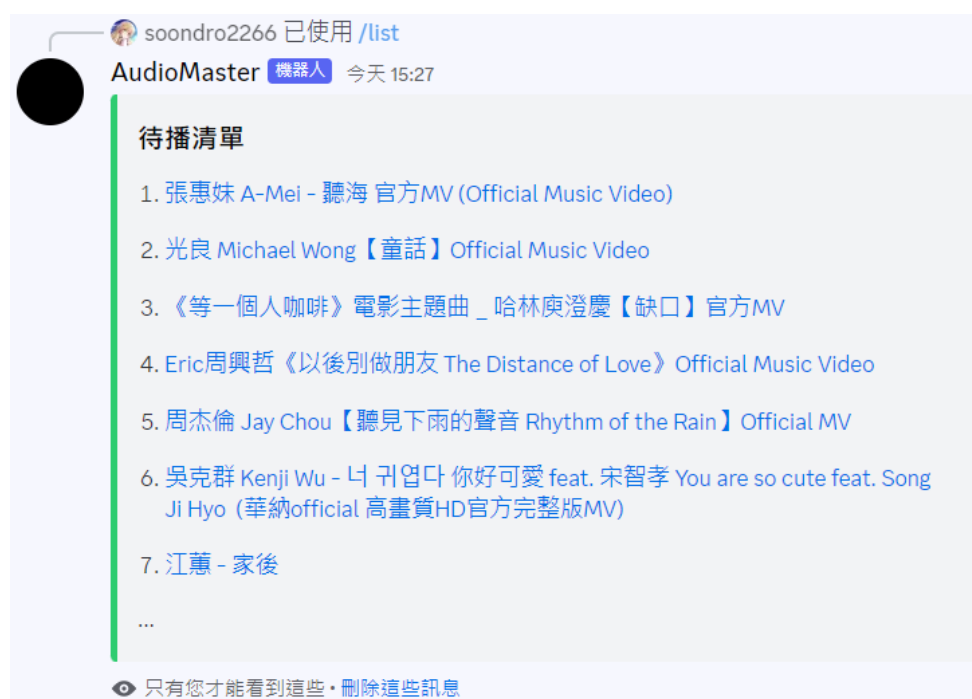 soondro2266 已使用 /list
AudioMaster 機器人 今天 15:27
待播清單
1. 張惠妹 A-Mei - 聽海 官方MV (Official Music Video)
2. 光良 Michael Wong【童話】Official Music Video
3. 《等一個人咖啡》電影主題曲 _ 哈林庾澄慶【缺口】官方MV
4. Eric周興哲《以後別做朋友 The Distance of Love》Official Music Video
5. 周杰倫 Jay Chou【聽見下雨的聲音 Rhythm of the Rain】Official MV
6. 吳克群 Kenji Wu - 너 귀엽다 你好可愛 feat. 宋智孝 You are so cute feat. Song
Ji Hyo (華納official 高畫質HD官方完整版MV)
7. 江蕙 - 家後
...
只有您才能看到這些 • 刪除這些訊息